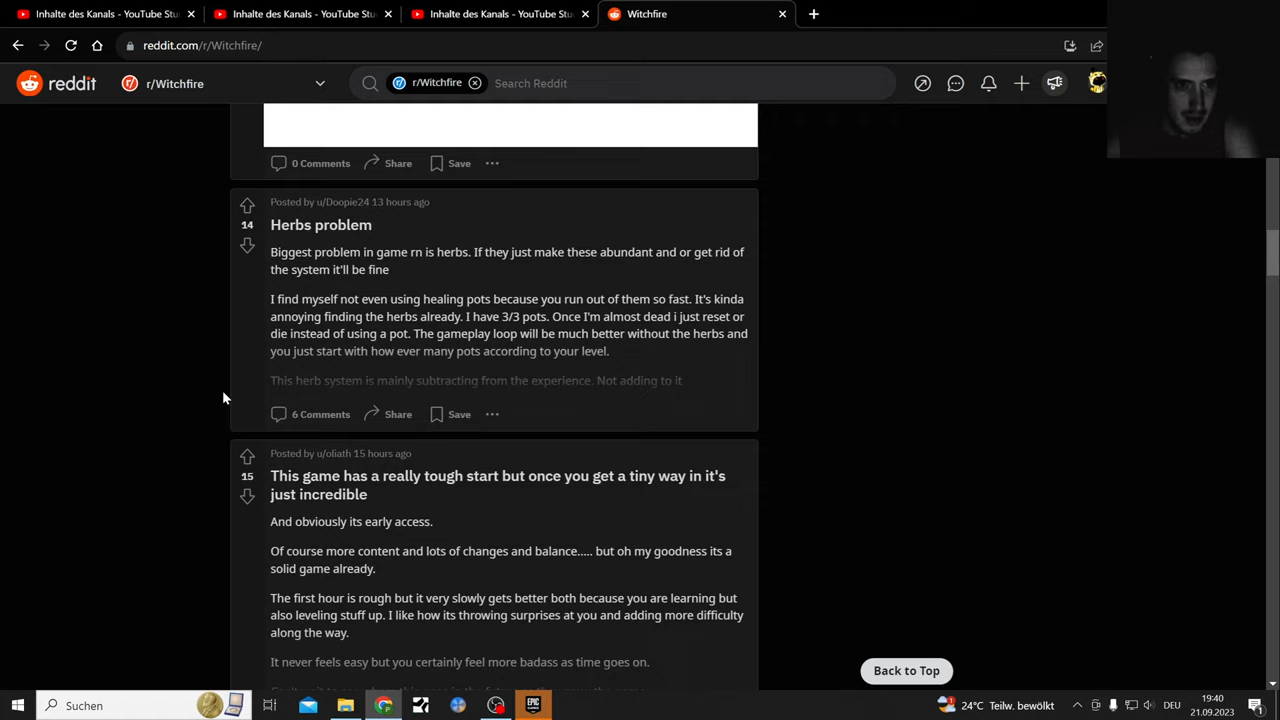 Inhalte des Kanals - YouTube Stu
Inhalte des Kanals - YouTube Stu
Inhalte des Kanals - YouTube Stu
Witchfire
reddit.com/r/Witchfire/
reddit
r/Witchfire
r/Witchfire
Search Reddit
0 Comments
Share
Save
Posted by u/Doopie24 13 hours ago
14
Herbs problem
Biggest problem in game rn is herbs. If they just make these abundant and or get rid of
the system it'll be fine
I find myself not even using healing pots because you run out of them so fast. It's kinda
annoying finding the herbs already. I have 3/3 pots. Once I'm almost dead i just reset or
die instead of using a pot. The gameplay loop will be much better without the herbs and
you just start with how ever many pots according to your level.
This herb system is mainly subtracting from the experience. Not adding to it
6 Comments
Share
Save
Posted by u/oliath 15 hours ago
15
This game has a really tough start but once you get a tiny way in it's
just incredible
And obviously its early access.
Of course more content and lots of changes and balance..... but oh my goodness its a
solid game already.
The first hour is rough but it very slowly gets better both because you are learning but
also leveling stuff up. I like how its throwing surprises at you and adding more difficulty
along the way.
It never feels easy but you certainly feel more badass as time goes on.
Back to Top
Suchen
EPIC
GAMES
24°C Teilw. bewölkt
DEU
19:40
21.09.2023
1